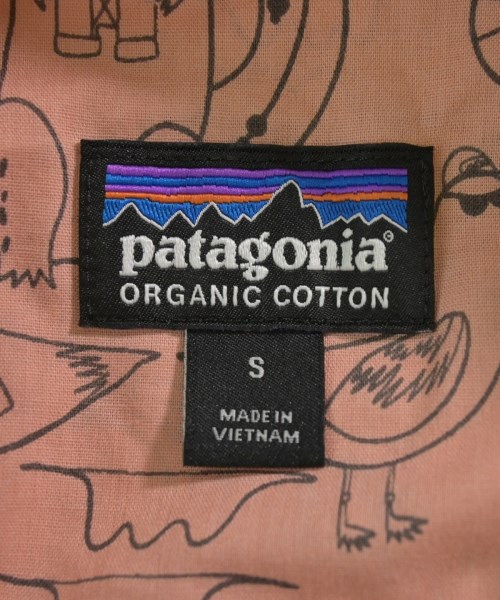 patagonia©
ORGANIC COTTON
S
MADE IN
VIETNAM